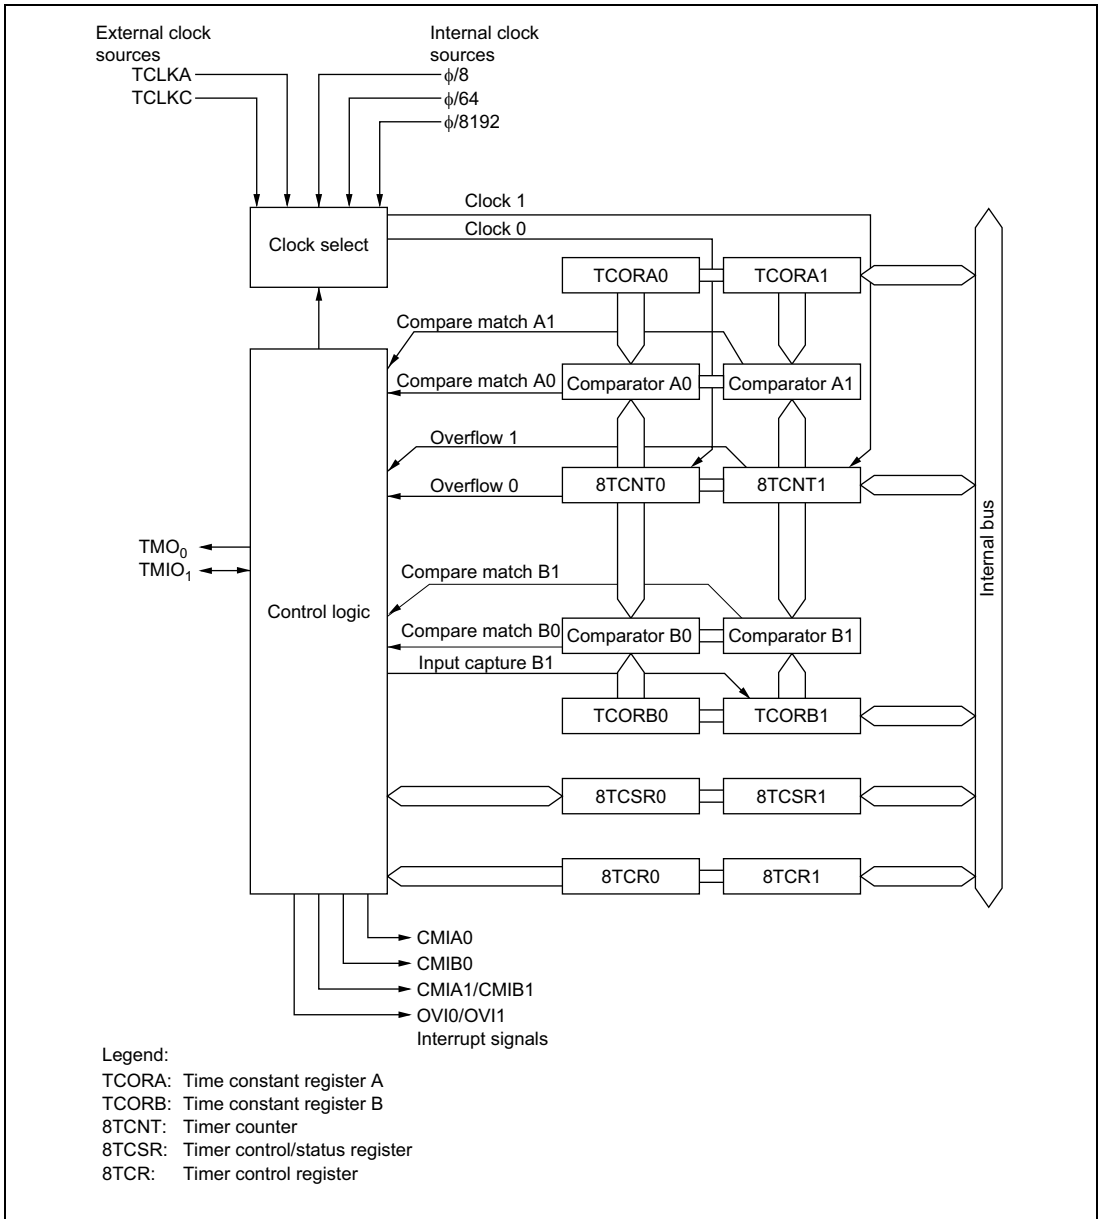 External clock
sources
Internal clock
sources
TCLKA
TCLKC
ϕ/8
ϕ/64
ϕ/8192
Clock 1
Clock 0
Clock select
TCORA0
TCORA1
Compare match A1
Compare match A0
Comparator A0
Comparator A1
Overflow 1
Overflow 0
8TCNT0
8TCNT1
Internal bus
TMO0
TMIO1
Control logic
Compare match B1
Compare match B0
Comparator B0
Comparator B1
Input capture B1
TCORB0
TCORB1
8TCSR0
8TCSR1
8TCR0
8TCR1
CMIA0
CMIB0
CMIA1/CMIB1
OVI0/OVI1
Interrupt signals
Legend:
TCORA: Time constant register A
TCORB: Time constant register B
8TCNT: Timer counter
8TCSR: Timer control/status register
8TCR: Timer control register